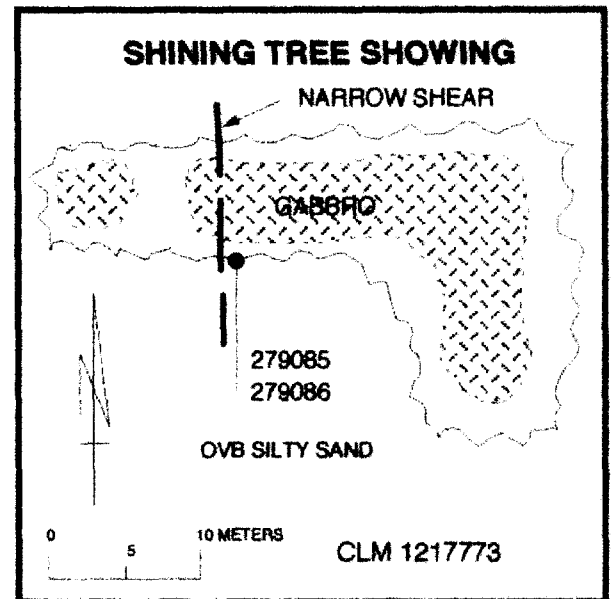 SHINING TREE SHOWING
NARROW SHEAR
GABBRO
279085
279086
OVB SILTY SAND
0 5 10 METERS
CLM 1217773